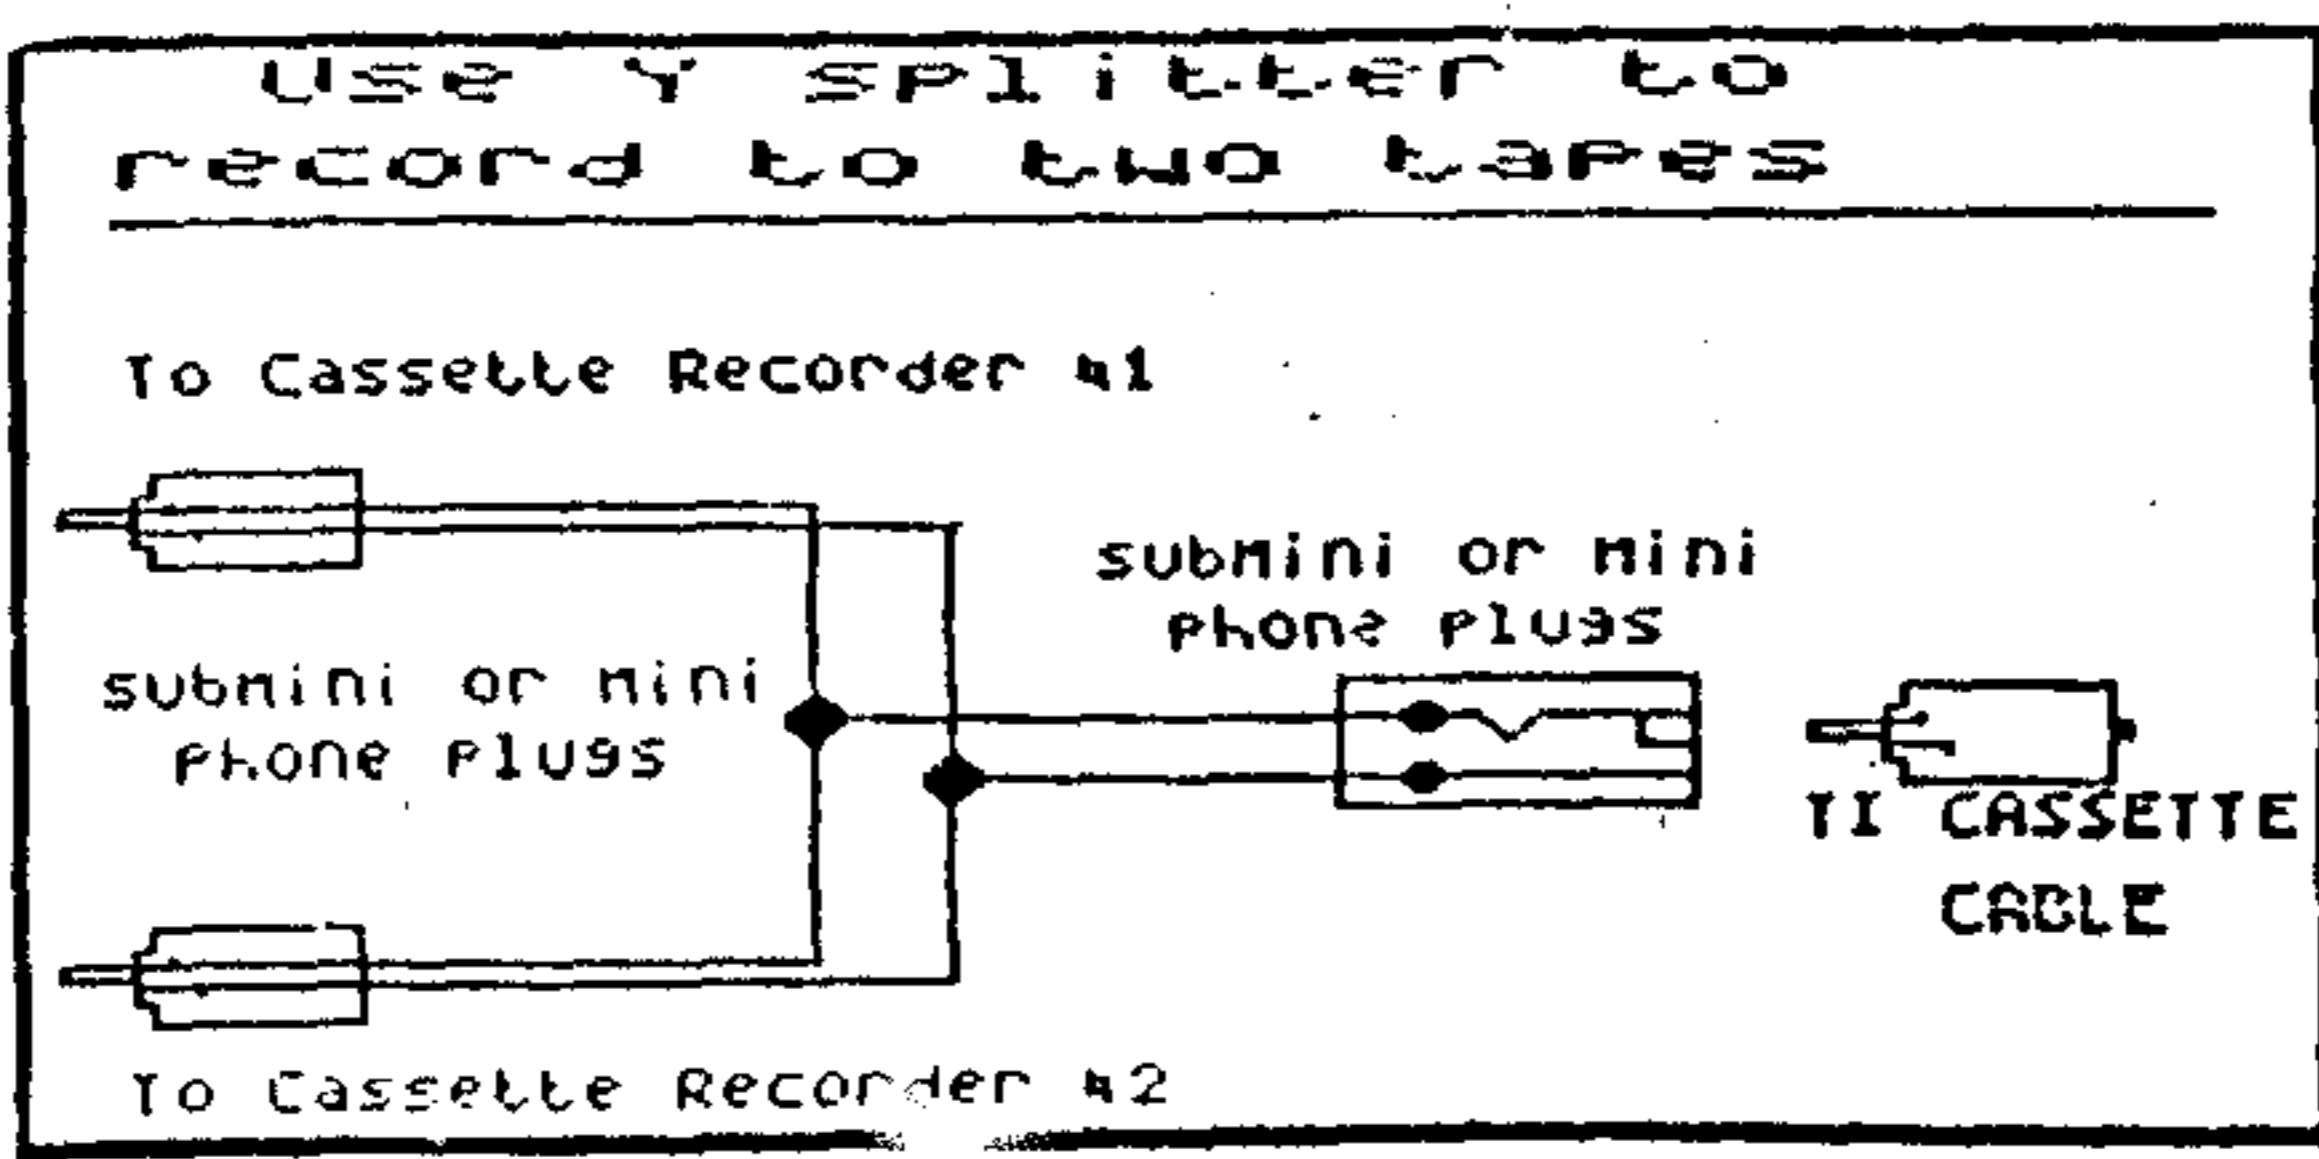 Use Y splitter to
record to two tapes
To Cassette Recorder #1
submini or mini
phone plugs
submini or mini
phone plugs
TI CASSETTE
CABLE
To Cassette Recorder #2